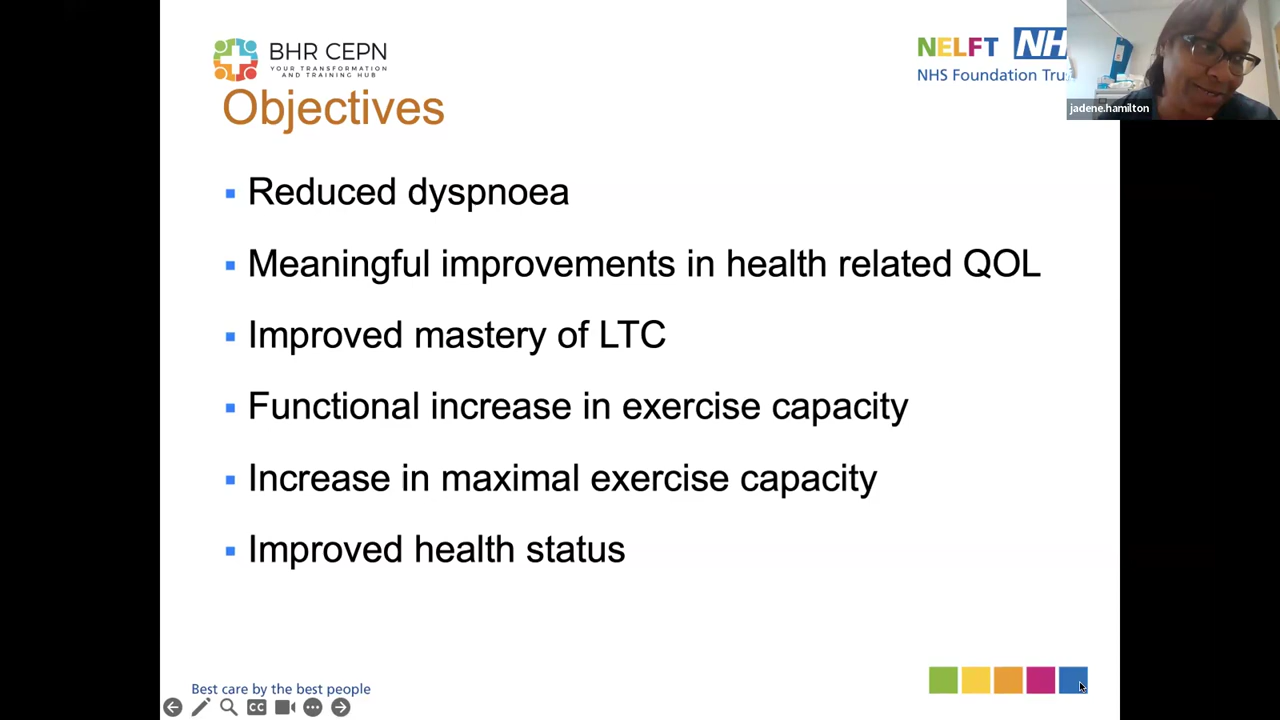 BHR CEPN
YOUR TRANSFORMATION
AND TRAINING HUB
NELFT NH
NHS Foundation Tru
jadene.hamilton
Objectives
Reduced dyspnoea
Meaningful improvements in health related QOL
Improved mastery of LTC
Functional increase in exercise capacity
Increase in maximal exercise capacity
Improved health status
Best care by the best people
CC